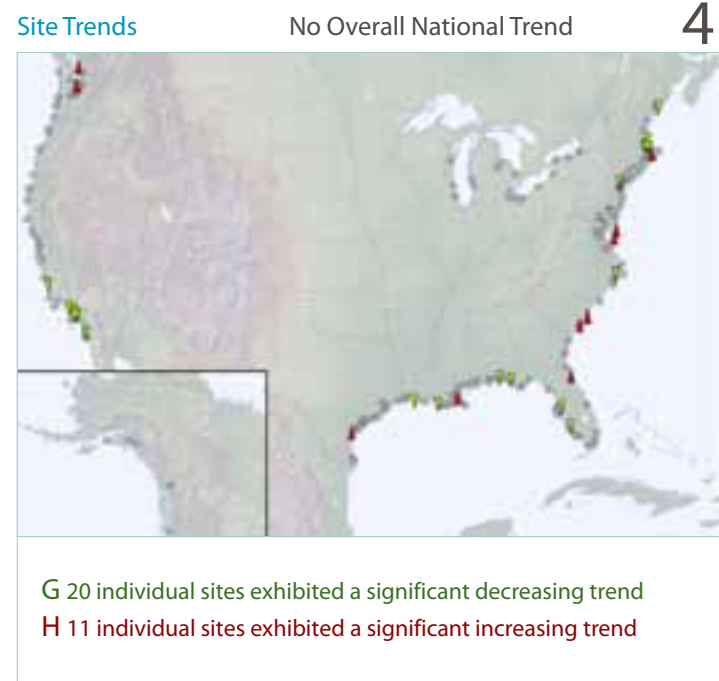 Site Trends No Overall National Trend 4
G 20 individual sites exhibited a significant decreasing trend
H 11 individual sites exhibited a significant increasing trend